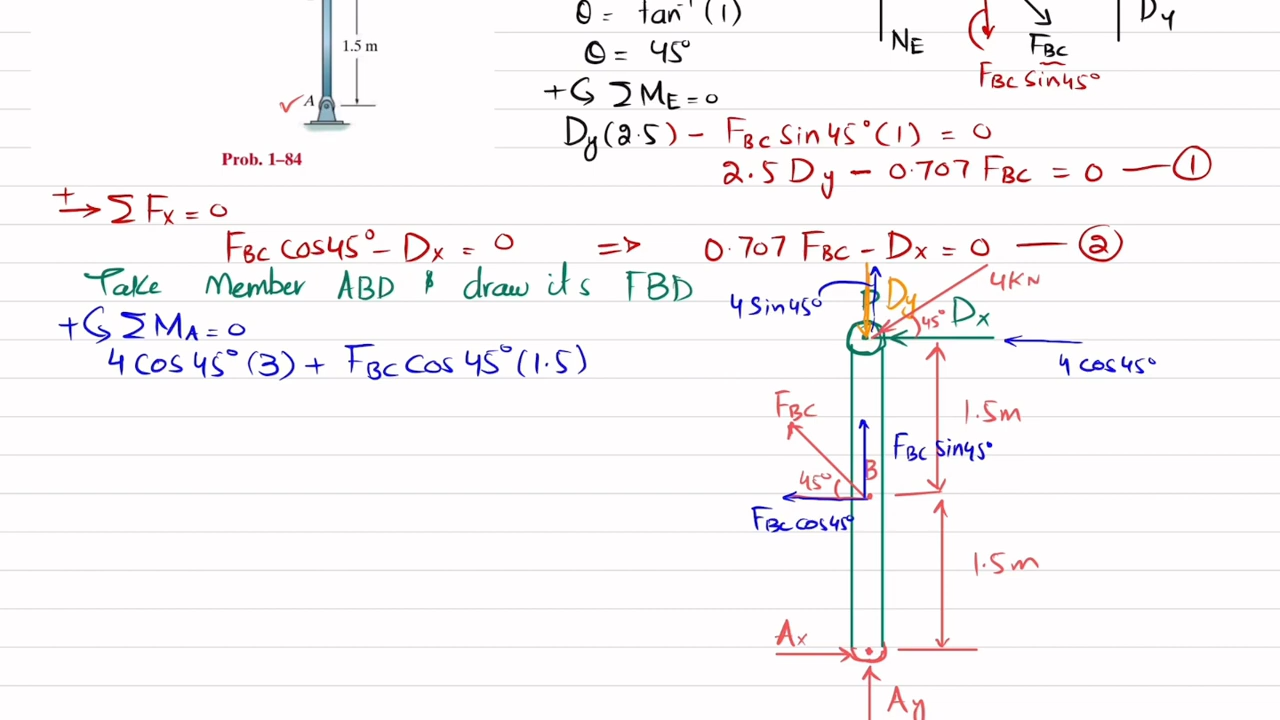 θ = tan⁻¹(1)
θ = 45°
+↺ ΣM_E = 0
D_y(2.5) - F_BC sin45°(1) = 0
2.5 D_y - 0.707 F_BC = 0 — ①
N_E
F_BC
D_y
F_BC sin45°
1.5 m
A
Prob. 1–84
+→ ΣF_x = 0
F_BC cos45° - D_x = 0 => 0.707 F_BC - D_x = 0 — ②
Take Member ABD & draw its FBD
+↺ ΣM_A = 0
4 cos 45°(3) + F_BC cos 45°(1.5)
4 sin 45°
D
D_y
4KN
45°
D_x
4 cos45°
1.5m
F_BC
F_BC sin45°
45°
B
F_BC cos45°
1.5m
A_x
A_y